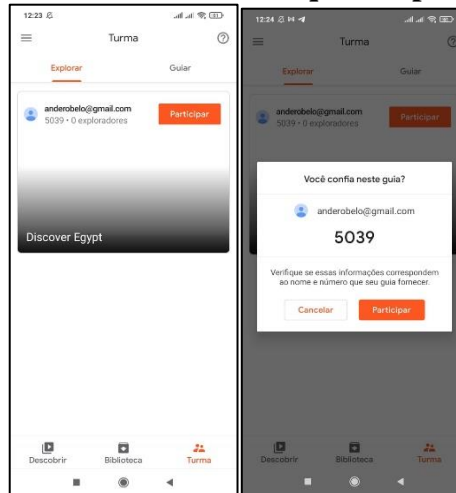 12:23
Turma
Explorar
Guiar
anderobelo@gmail.com
5039 • 0 exploradores
Participar
Discover Egypt
Descobrir
Biblioteca
Turma
12:24
Turma
Explorar
Guiar
anderobelo@gmail.com
5039 • 0 exploradores
Participar
Você confia neste guia?
anderobelo@gmail.com
5039
Verifique se essas informações correspondem
ao nome e número que seu guia fornecer.
Cancelar
Participar
Descobrir
Biblioteca
Turma